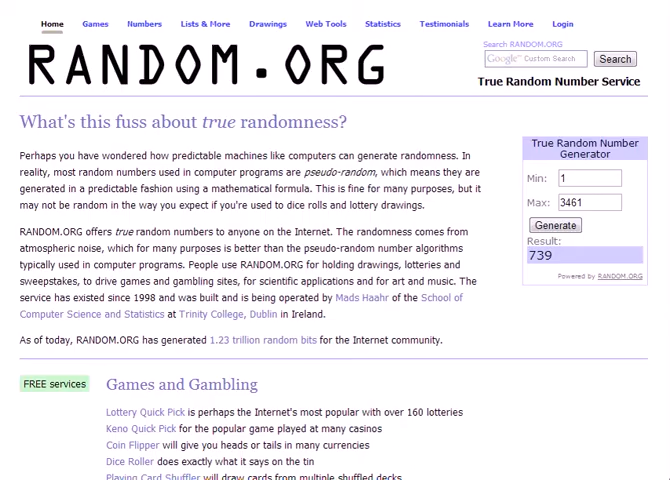 Home Games Numbers Lists & More Drawings Web Tools Statistics Testimonials Learn More Login
RANDOM.ORG
Search RANDOM.ORG
Google™ Custom Search Search
True Random Number Service
What's this fuss about true randomness?
Perhaps you have wondered how predictable machines like computers can generate randomness. In
reality, most random numbers used in computer programs are pseudo-random, which means they are
generated in a predictable fashion using a mathematical formula. This is fine for many purposes, but it
may not be random in the way you expect if you're used to dice rolls and lottery drawings.
RANDOM.ORG offers true random numbers to anyone on the Internet. The randomness comes from
atmospheric noise, which for many purposes is better than the pseudo-random number algorithms
typically used in computer programs. People use RANDOM.ORG for holding drawings, lotteries and
sweepstakes, to drive games and gambling sites, for scientific applications and for art and music. The
service has existed since 1998 and was built and is being operated by Mads Haahr of the School of
Computer Science and Statistics at Trinity College, Dublin in Ireland.
As of today, RANDOM.ORG has generated 1.23 trillion random bits for the Internet community.
True Random Number
Generator
Min: 1
Max: 3461
Generate
Result:
739
Powered by RANDOM.ORG
FREE services
Games and Gambling
Lottery Quick Pick is perhaps the Internet's most popular with over 160 lotteries
Keno Quick Pick for the popular game played at many casinos
Coin Flipper will give you heads or tails in many currencies
Dice Roller does exactly what it says on the tin
Playing Card Shuffler will draw cards from multiple shuffled decks